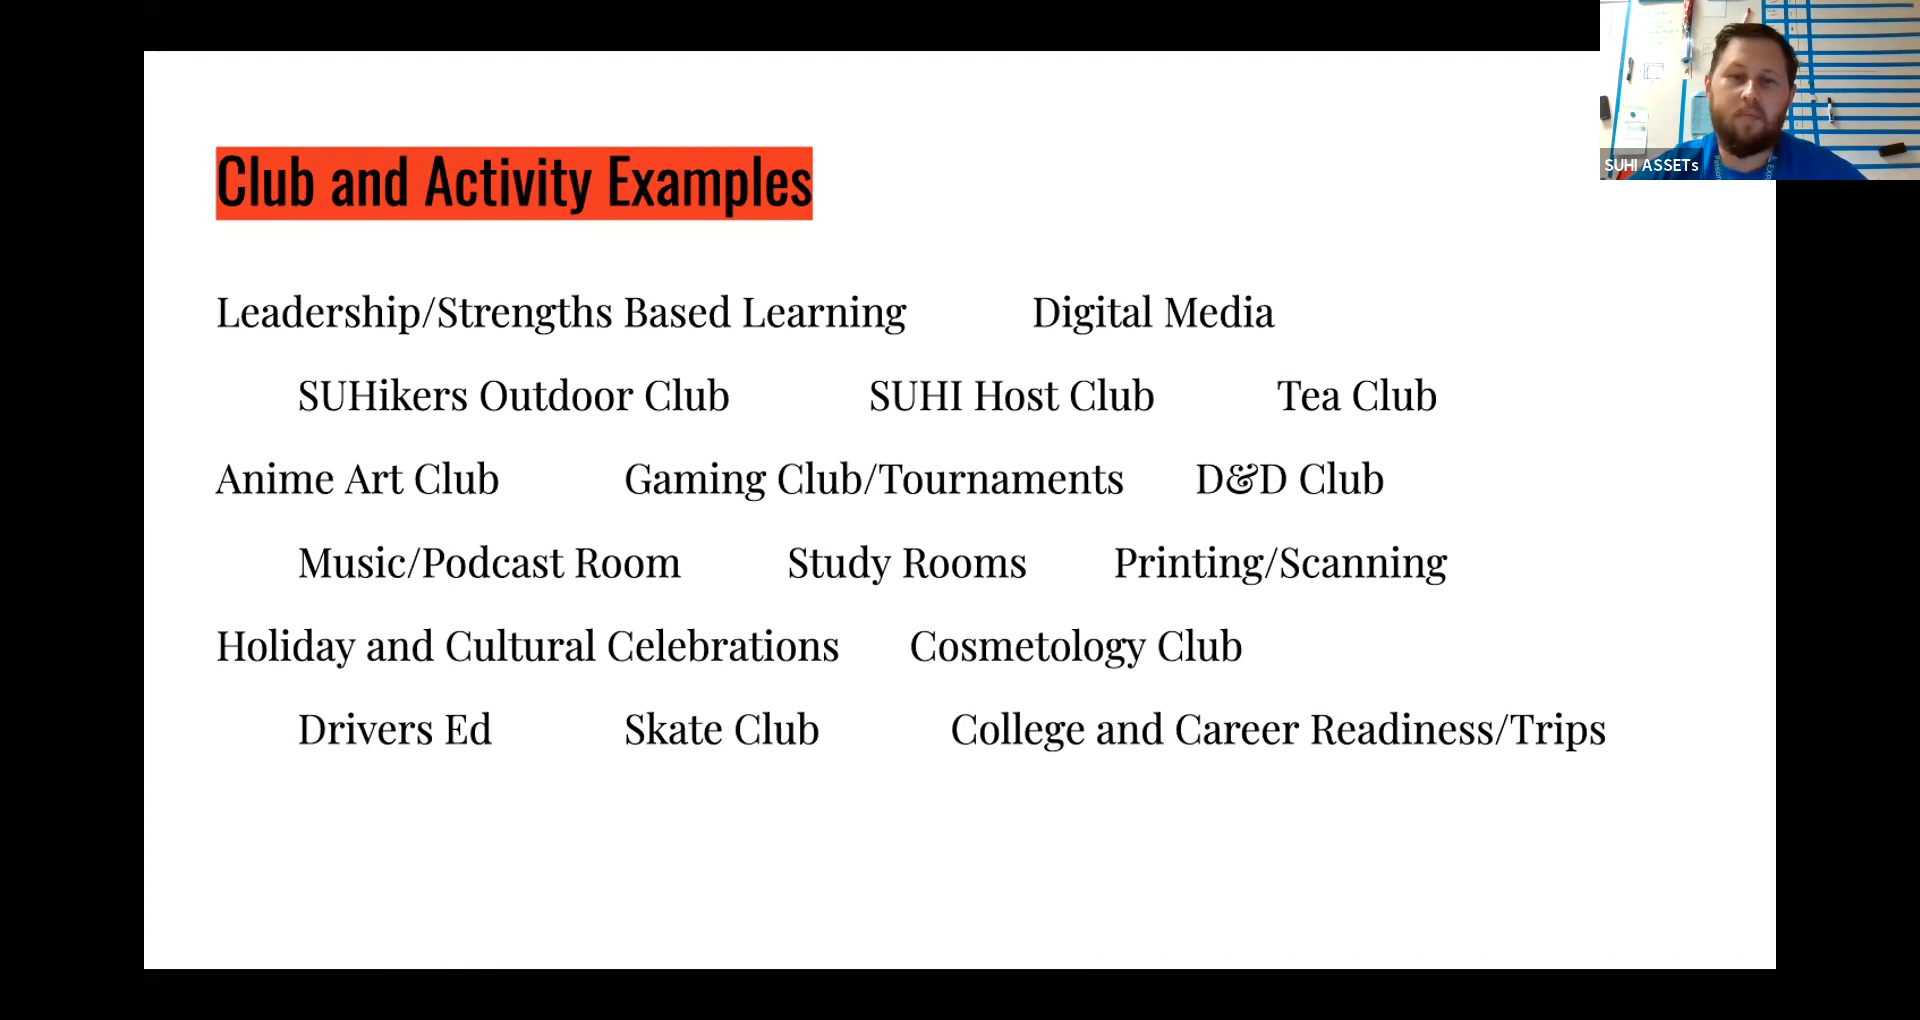 Club and Activity Examples
SUHI ASSETs
Leadership/Strengths Based Learning Digital Media
SUHikers Outdoor Club SUHI Host Club Tea Club
Anime Art Club Gaming Club/Tournaments D&D Club
Music/Podcast Room Study Rooms Printing/Scanning
Holiday and Cultural Celebrations Cosmetology Club
Drivers Ed Skate Club College and Career Readiness/Trips